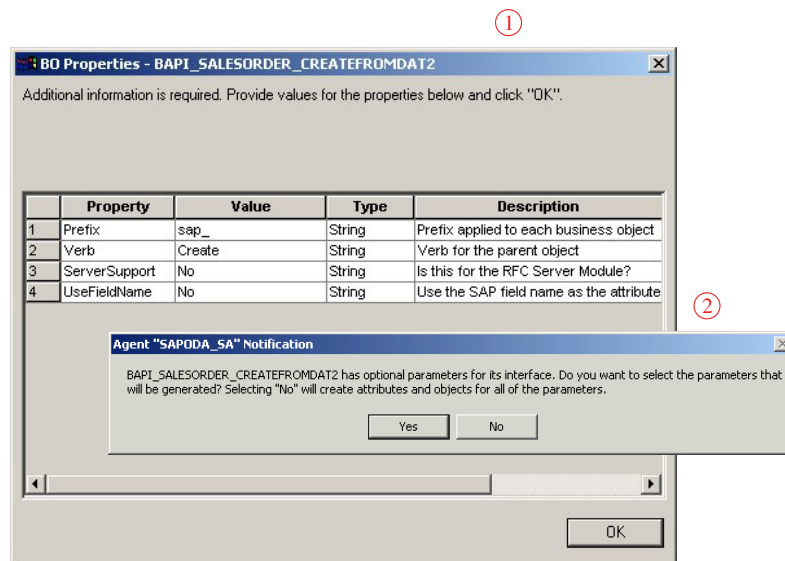 ①
BO Properties - BAPI_SALESORDER_CREATEFROMDAT2
Additional information is required. Provide values for the properties below and click "OK".
Property Value Type Description
1 Prefix sap_ String Prefix applied to each business object
2 Verb Create String Verb for the parent object
3 ServerSupport No String Is this for the RFC Server Module?
4 UseFieldName No String Use the SAP field name as the attribute
②
Agent "SAPODA_SA" Notification
BAPI_SALESORDER_CREATEFROMDAT2 has optional parameters for its interface. Do you want to select the parameters that
will be generated? Selecting "No" will create attributes and objects for all of the parameters.
Yes No
OK